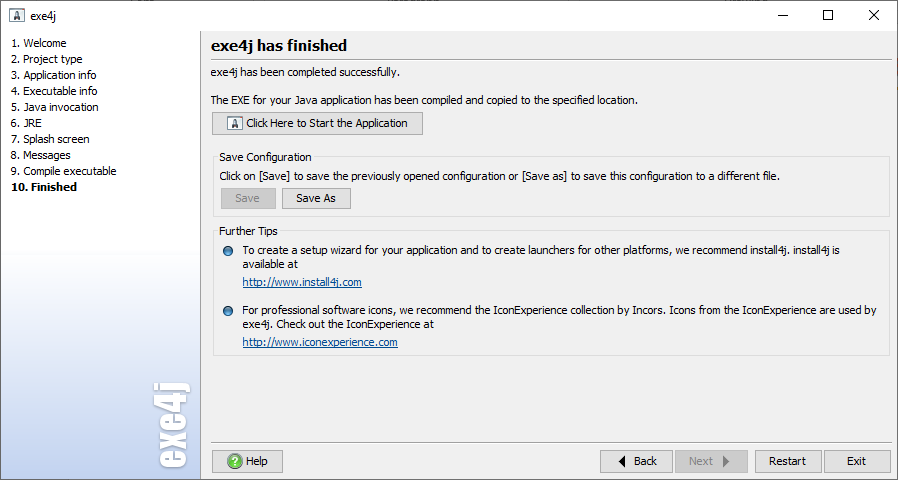 exe4j
1. Welcome
2. Project type
3. Application info
4. Executable info
5. Java invocation
6. JRE
7. Splash screen
8. Messages
9. Compile executable
10. Finished
exe4j
exe4j has finished
exe4j has been completed successfully.
The EXE for your Java application has been compiled and copied to the specified location.
Click Here to Start the Application
Save Configuration
Click on [Save] to save the previously opened configuration or [Save as] to save this configuration to a different file.
Save Save As
Further Tips
To create a setup wizard for your application and to create launchers for other platforms, we recommend install4j. install4j is
available at
http://www.install4j.com
For professional software icons, we recommend the IconExperience collection by Incors. Icons from the IconExperience are used by
exe4j. Check out the IconExperience at
http://www.iconexperience.com
Help Back Next Restart Exit